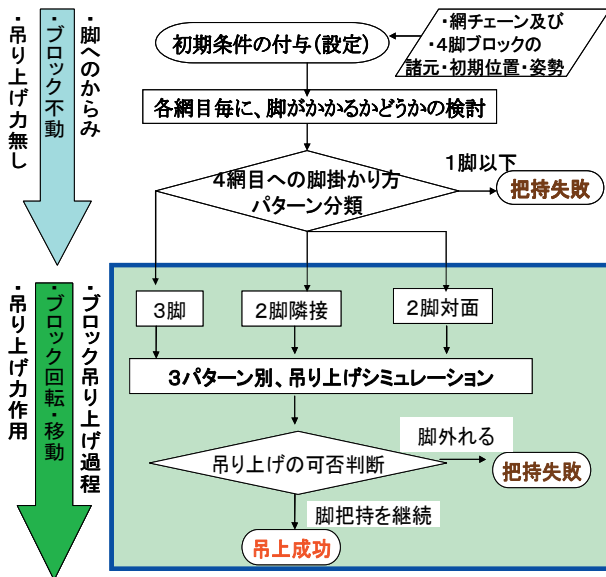 ・脚へのからみ
・ブロック不動
・吊り上げ力無し
初期条件の付与(設定)
・網チェーン及び
・4脚ブロックの
諸元・初期位置・姿勢
各網目毎に、脚がかかるかどうかの検討
4網目への脚掛かり方
パターン分類
1脚以下
把持失敗
・ブロック吊り上げ過程
・ブロック回転・移動
・吊り上げ力作用
3脚
2脚隣接
2脚対面
3パターン別、吊り上げシミュレーション
吊り上げの可否判断
脚外れる
把持失敗
脚把持を継続
吊上成功